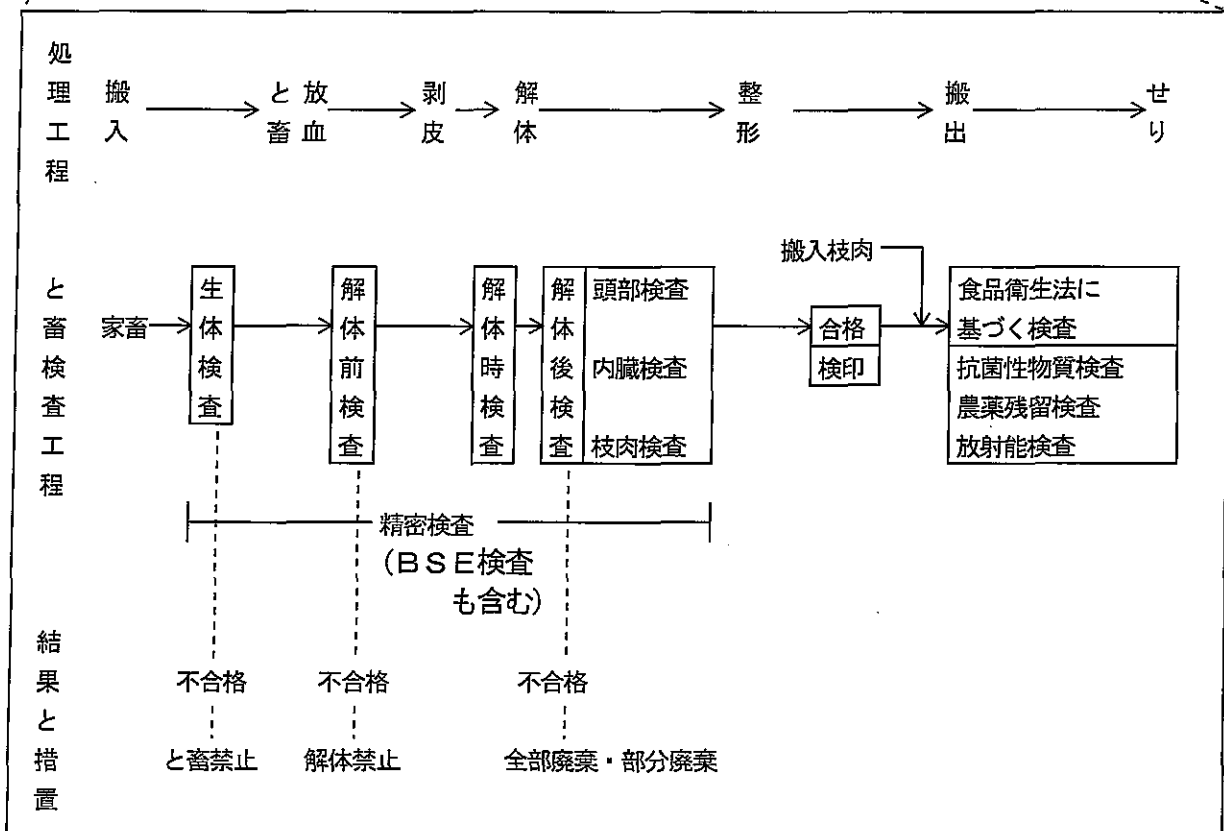 処理工程
搬入
と畜
放血
剥皮
解体
整形
搬出
せり
と畜検査工程
家畜
生体検査
解体前検査
解体時検査
解体後検査
頭部検査
内臓検査
枝肉検査
合格
検印
搬入枝肉
食品衛生法に
基づく検査
抗菌性物質検査
農薬残留検査
放射能検査
精密検査
(BSE検査
も含む)
結果と措置
不合格
不合格
不合格
と畜禁止
解体禁止
全部廃棄・部分廃棄